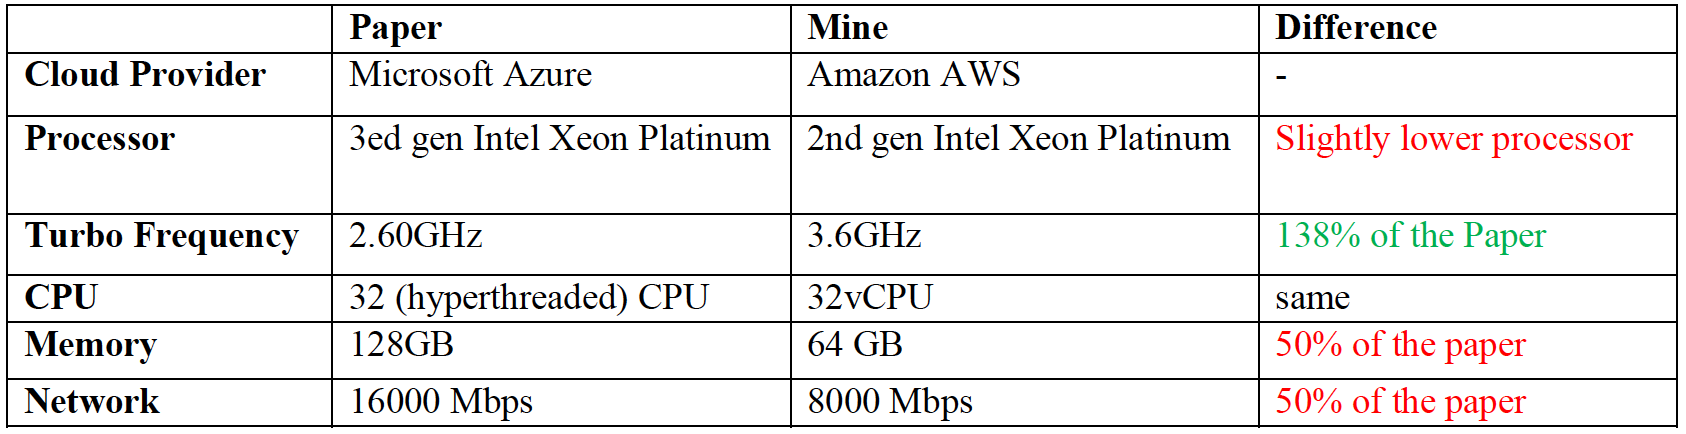 Paper Mine Difference
Cloud Provider Microsoft Azure Amazon AWS -
Processor 3ed gen Intel Xeon Platinum 2nd gen Intel Xeon Platinum Slightly lower processor
Turbo Frequency 2.60GHz 3.6GHz 138% of the Paper
CPU 32 (hyperthreaded) CPU 32vCPU same
Memory 128GB 64 GB 50% of the paper
Network 16000 Mbps 8000 Mbps 50% of the paper